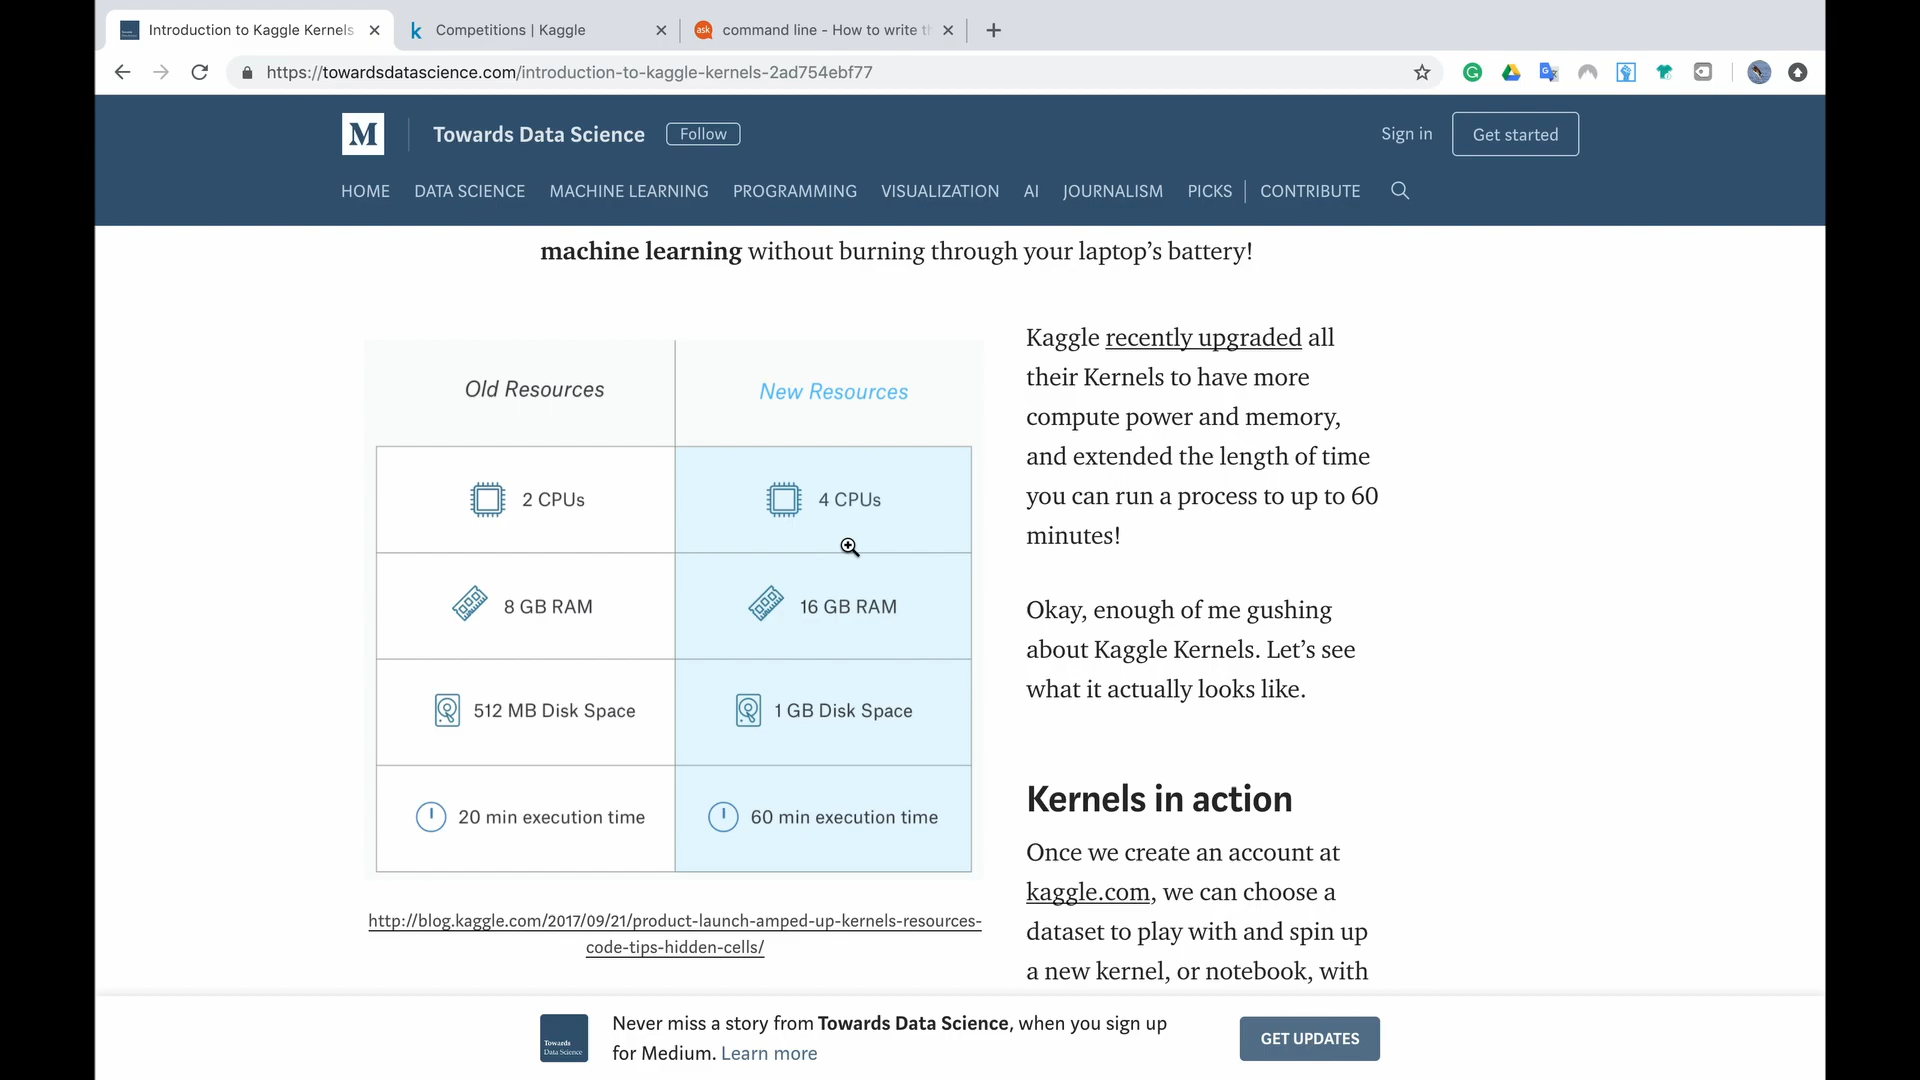 Introduction to Kaggle Kernels
Competitions | Kaggle
command line - How to write t
https://towardsdatascience.com/introduction-to-kaggle-kernels-2ad754ebf77
M
Towards Data Science
Follow
Sign in
Get started
HOME DATA SCIENCE MACHINE LEARNING PROGRAMMING VISUALIZATION AI JOURNALISM PICKS CONTRIBUTE
machine learning without burning through your laptop’s battery!
Old Resources New Resources
2 CPUs 4 CPUs
8 GB RAM 16 GB RAM
512 MB Disk Space 1 GB Disk Space
20 min execution time 60 min execution time
http://blog.kaggle.com/2017/09/21/product-launch-amped-up-kernels-resources-
code-tips-hidden-cells/
Kaggle recently upgraded all
their Kernels to have more
compute power and memory,
and extended the length of time
you can run a process to up to 60
minutes!
Okay, enough of me gushing
about Kaggle Kernels. Let’s see
what it actually looks like.
Kernels in action
Once we create an account at
kaggle.com, we can choose a
dataset to play with and spin up
a new kernel, or notebook, with
Towards
Data Science
Never miss a story from Towards Data Science, when you sign up
for Medium. Learn more
GET UPDATES